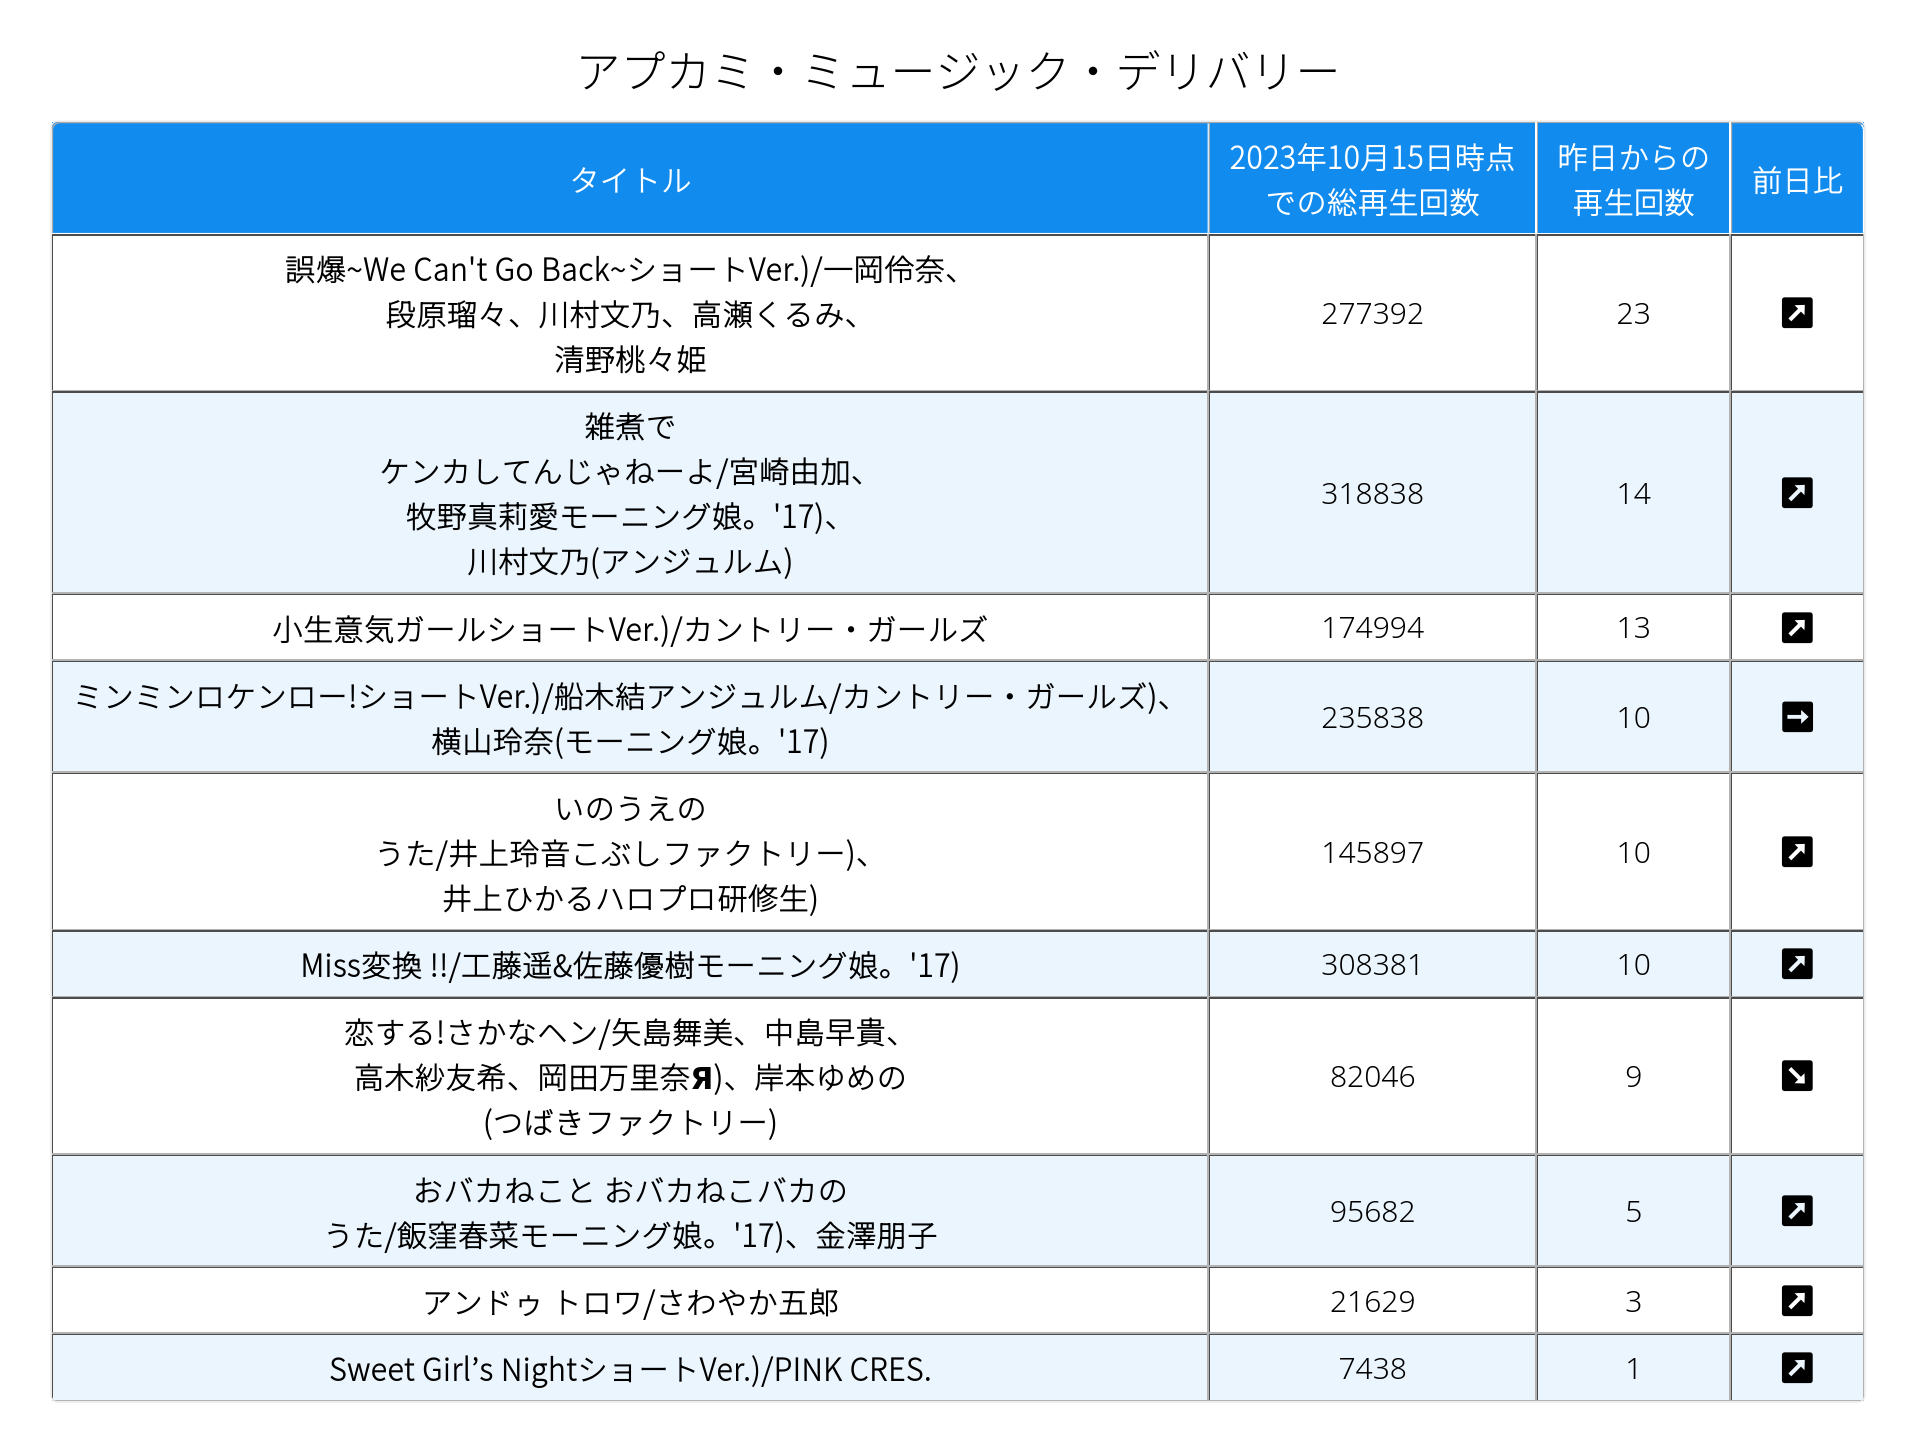 アプカミ・ミュージック・デリバリー
タイトル
2023年10月15日時点
での総再生回数
昨日からの
再生回数
前日比
誤爆~We Can't Go Back~ショートVer.)/一岡伶奈、
段原瑠々、川村文乃、高瀬くるみ、
清野桃々姫
277392
23
雑煮で
ケンカしてんじゃねーよ/宮崎由加、
牧野真莉愛モーニング娘。'17)、
川村文乃(アンジュルム)
318838
14
小生意気ガールショートVer.)/カントリー・ガールズ
174994
13
ミンミンロケンロー!ショートVer.)/船木結アンジュルム/カントリー・ガールズ)、
横山玲奈(モーニング娘。'17)
235838
10
いのうえの
うた/井上玲音こぶしファクトリー)、
井上ひかるハロプロ研修生)
145897
10
Miss変換 !!/工藤遥&佐藤優樹モーニング娘。'17)
308381
10
恋する!さかなヘン/矢島舞美、中島早貴、
高木紗友希、岡田万里奈Я)、岸本ゆめの
(つばきファクトリー)
82046
9
おバカねこと おバカねこバカの
うた/飯窪春菜モーニング娘。'17)、金澤朋子
95682
5
アンドゥ トロワ/さわやか五郎
21629
3
Sweet Girl’s NightショートVer.)/PINK CRES.
7438
1